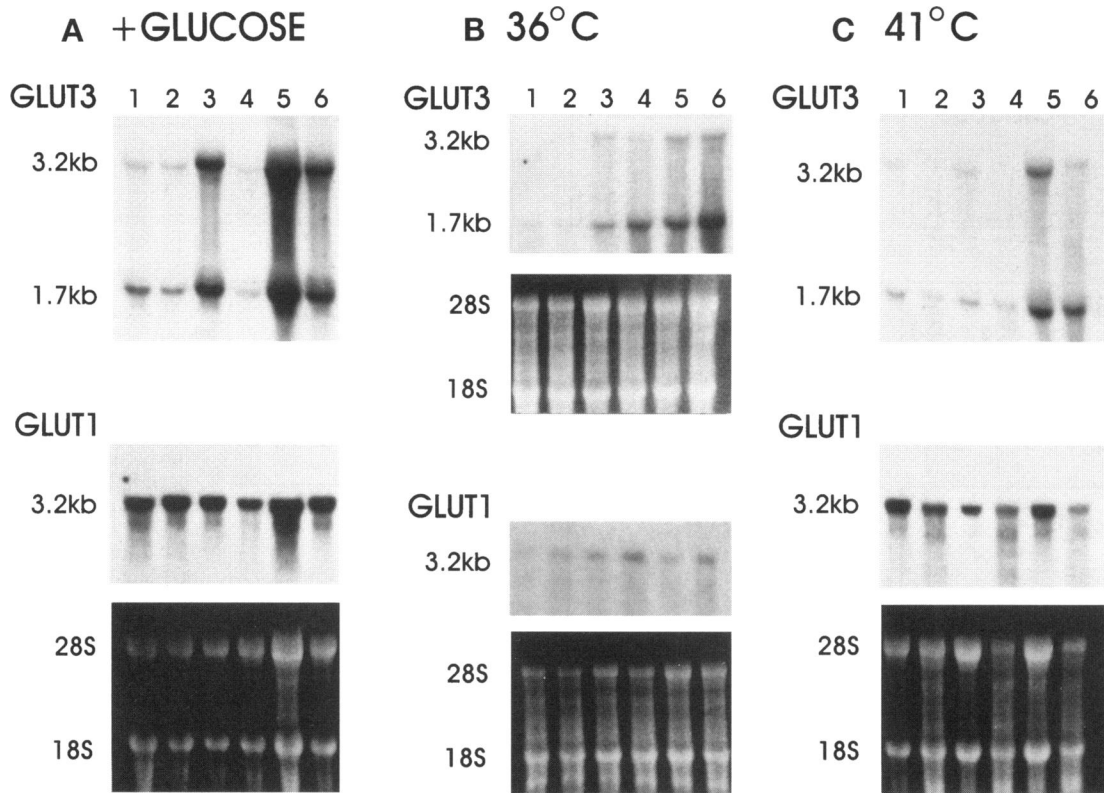 A +GLUCOSE
GLUT3 1 2 3 4 5 6
3.2kb
1.7kb
GLUT1
3.2kb
28S
18S
B 36°C
GLUT3 1 2 3 4 5 6
3.2kb
1.7kb
28S
18S
GLUT1
3.2kb
28S
18S
C 41°C
GLUT3 1 2 3 4 5 6
3.2kb
1.7kb
GLUT1
3.2kb
28S
18S